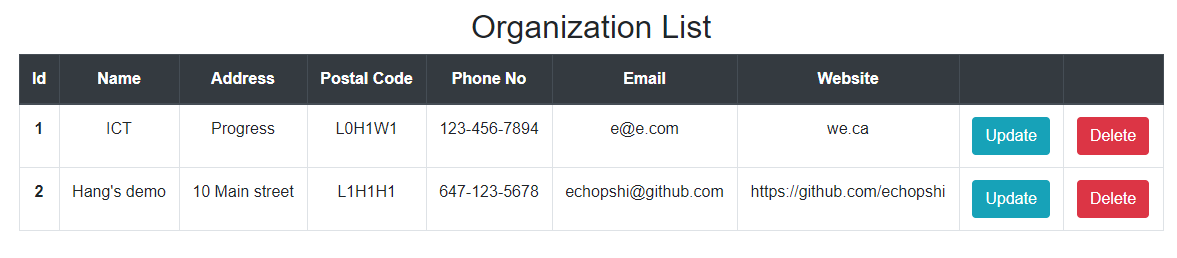 Organization List
Id Name Address Postal Code Phone No Email Website
1 ICT Progress L0H1W1 123-456-7894 e@e.com we.ca Update Delete
2 Hang's demo 10 Main street L1H1H1 647-123-5678 echopshi@github.com https://github.com/echopshi Update Delete